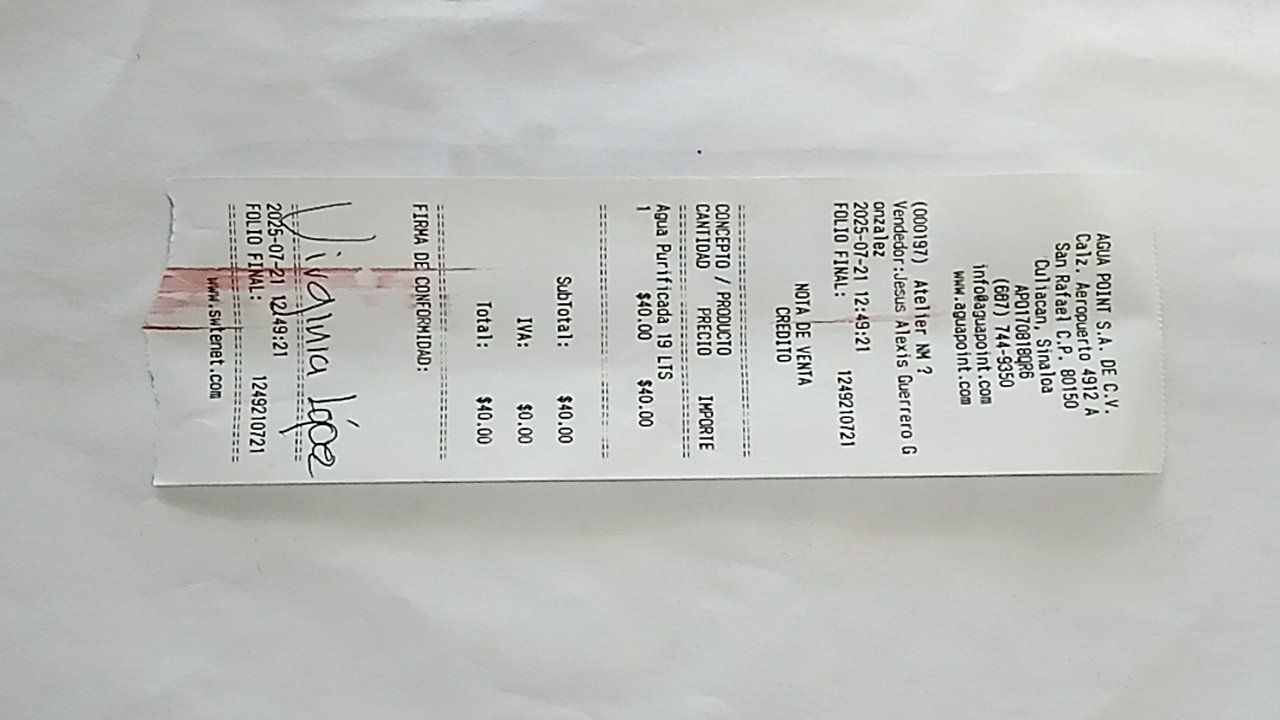 AGUA POINT S.A. DE C.V.
Calz. Aeropuerto 4912 A
San Rafael C.P. 80150
Culiacan, Sinaloa
APO170818QR6
(687) 744-9350
info@aguapoint.com
www.aguapoint.com
(000197) Atelier NM ?
Vendedor:Jesus Alexis Guerrero G
onzalez
2025-07-21 12:49:21
FOLIO FINAL: 1249210721
NOTA DE VENTA
CREDITO
CONCEPTO / PRODUCTO
CANTIDAD PRECIO IMPORTE
Agua Purificada 19 LTS
1 $40.00 $40.00
SubTotal: $40.00
IVA: $0.00
Total: $40.00
FIRMA DE CONFORMIDAD:
Virginia López
2025-07-21 12:49:21
FOLIO FINAL: 1249210721
www.swtenet.com